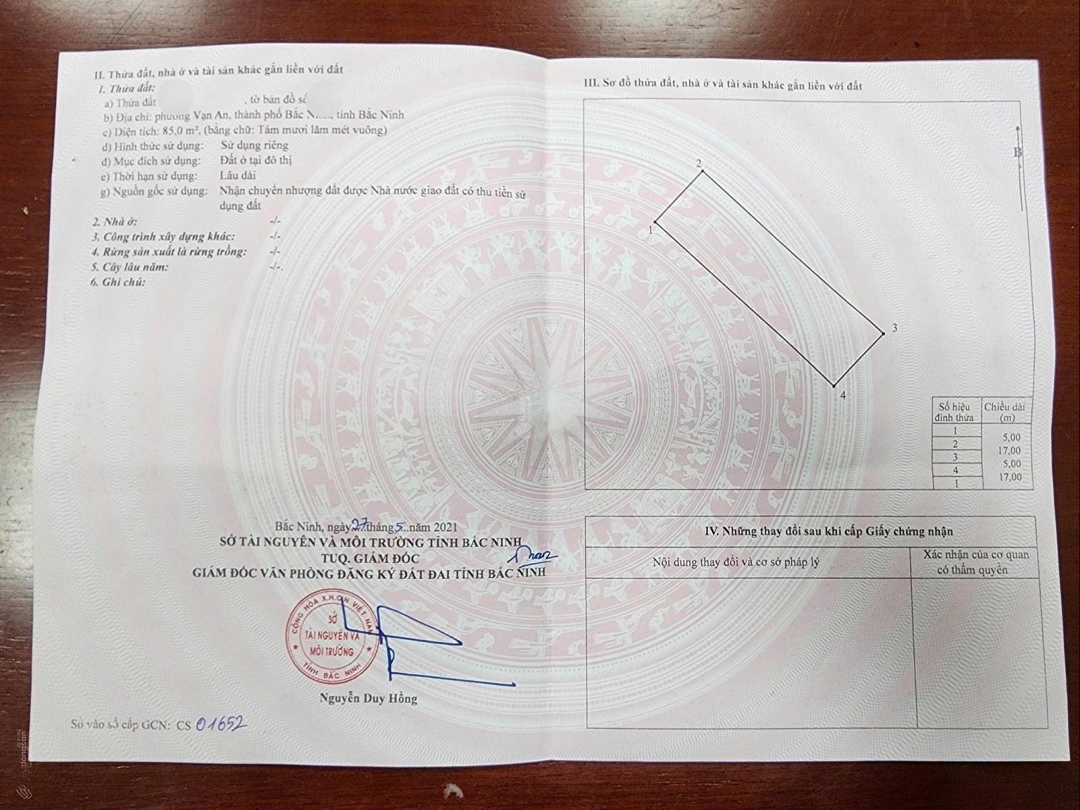 II. Thửa đất, nhà ở và tài sản khác gắn liền với đất
1. Thửa đất:
a) Thửa đất , tờ bản đồ số
b) Địa chỉ: phường Vạn An, thành phố Bắc N...., tỉnh Bắc Ninh
c) Diện tích: 85,0 m², (bằng chữ: Tám mươi lăm mét vuông)
d) Hình thức sử dụng: Sử dụng riêng
đ) Mục đích sử dụng: Đất ở tại đô thị
e) Thời hạn sử dụng: Lâu dài
g) Nguồn gốc sử dụng: Nhận chuyển nhượng đất được Nhà nước giao đất có thu tiền sử
dụng đất
2. Nhà ở: -/-
3. Công trình xây dựng khác: -/-
4. Rừng sản xuất là rừng trồng: -/-
5. Cây lâu năm: -/-.
6. Ghi chú:
Bắc Ninh, ngày 27 tháng 5 năm 2021
SỞ TÀI NGUYÊN VÀ MÔI TRƯỜNG TỈNH BẮC NINH
TUQ. GIÁM ĐỐC
GIÁM ĐỐC VĂN PHÒNG ĐĂNG KÝ ĐẤT ĐAI TỈNH BẮC NINH
CỘNG HÒA X.H.C.N VIỆT NAM
SỞ
TÀI NGUYÊN VÀ
MÔI TRƯỜNG
TỈNH BẮC NINH
Nguyễn Duy Hồng
Số vào sổ cấp GCN: CS 01652
III. Sơ đồ thửa đất, nhà ở và tài sản khác gắn liền với đất
B
2
1
3
4
Số hiệu đỉnh thửa Chiều dài (m)
1
5,00
2
17,00
3
5,00
4
17,00
1
IV. Những thay đổi sau khi cấp Giấy chứng nhận
Nội dung thay đổi và cơ sở pháp lý
Xác nhận của cơ quan
có thẩm quyền